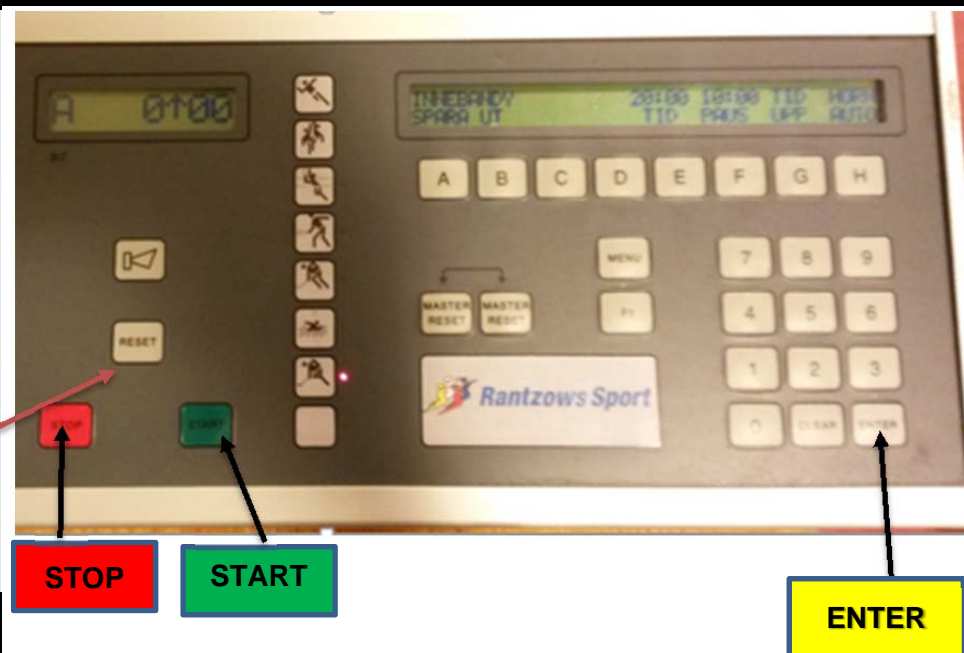 A 0↑00
INNEBANDY 20:00 10:00 TID HORN
SPARA UT TID PAUS UPP AUTO
A B C D E F G H
MENU
7 8 9
MASTER RESET MASTER RESET
F1
4 5 6
RESET
1 2 3
Rantzows Sport
STOP START
0 CLEAR ENTER
STOP
START
ENTER